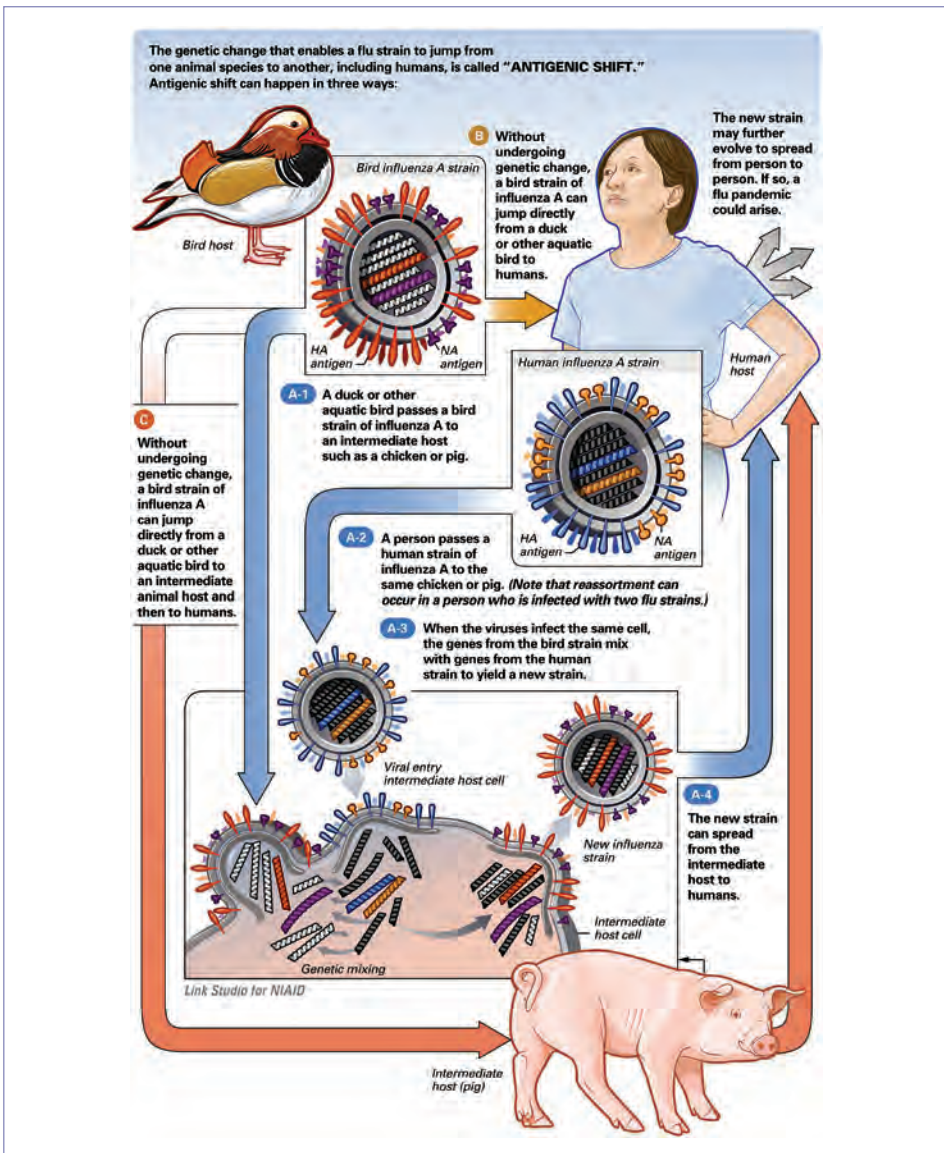 The genetic change that enables a flu strain to jump from
one animal species to another, including humans, is called "ANTIGENIC SHIFT."
Antigenic shift can happen in three ways:
Bird host
Bird influenza A strain
HA
antigen
NA
antigen
B
Without
undergoing
genetic change,
a bird strain of
influenza A can
jump directly
from a duck
or other aquatic
bird to
humans.
The new strain
may further
evolve to spread
from person to
person. If so, a
flu pandemic
could arise.
Human
host
Human influenza A strain
HA
antigen
NA
antigen
A-1 A duck or other
aquatic bird passes a bird
strain of influenza A to
an intermediate host
such as a chicken or pig.
C
Without
undergoing
genetic change,
a bird strain of
influenza A
can jump
directly from a
duck or other
aquatic bird to
an intermediate
animal host and
then to humans.
A-2 A person passes a
human strain of
influenza A to the
same chicken or pig. (Note that reassortment can
occur in a person who is infected with two flu strains.)
A-3 When the viruses infect the same cell,
the genes from the bird strain mix
with genes from the human
strain to yield a new strain.
Viral entry
intermediate host cell
New influenza
strain
A-4
The new strain
can spread
from the
intermediate
host to
humans.
Intermediate
host cell
Genetic mixing
Link Studio for NIAID
Intermediate
host (pig)